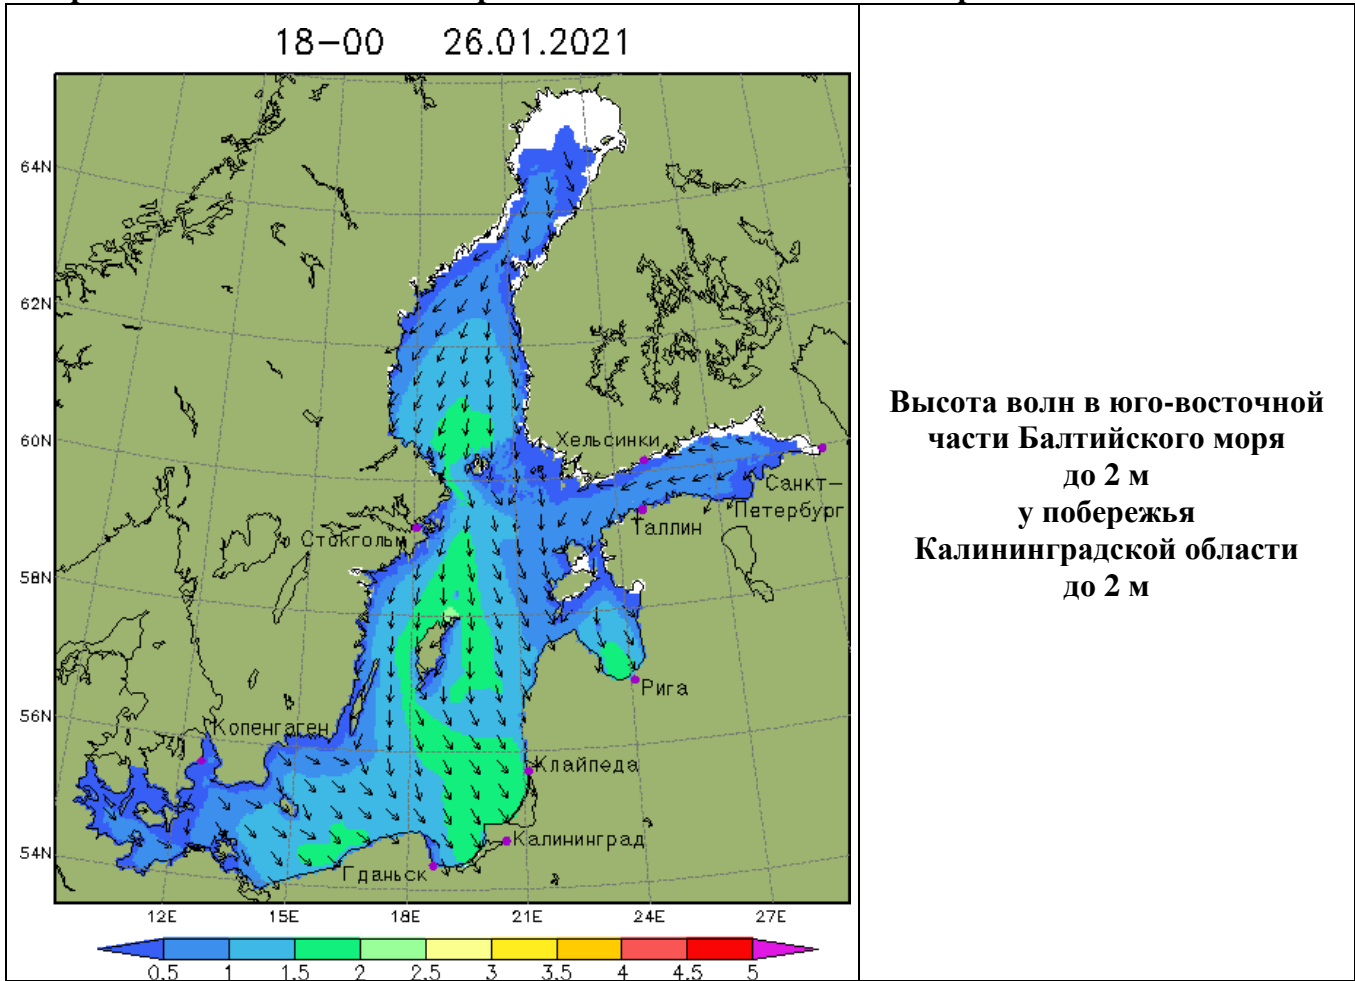 18-00 26.01.2021
64N
62N
60N
58N
56N
54N
12E 15E 18E 21E 24E 27E
Хельсинки
Санкт-
Петербург
Таллин
Стокгольм
Рига
Копенгаген
Клайпеда
Калининград
Гданьск
0.5 1 1.5 2 2.5 3 3.5 4 4.5 5
Высота волн в юго-восточной
части Балтийского моря
до 2 м
у побережья
Калининградской области
до 2 м